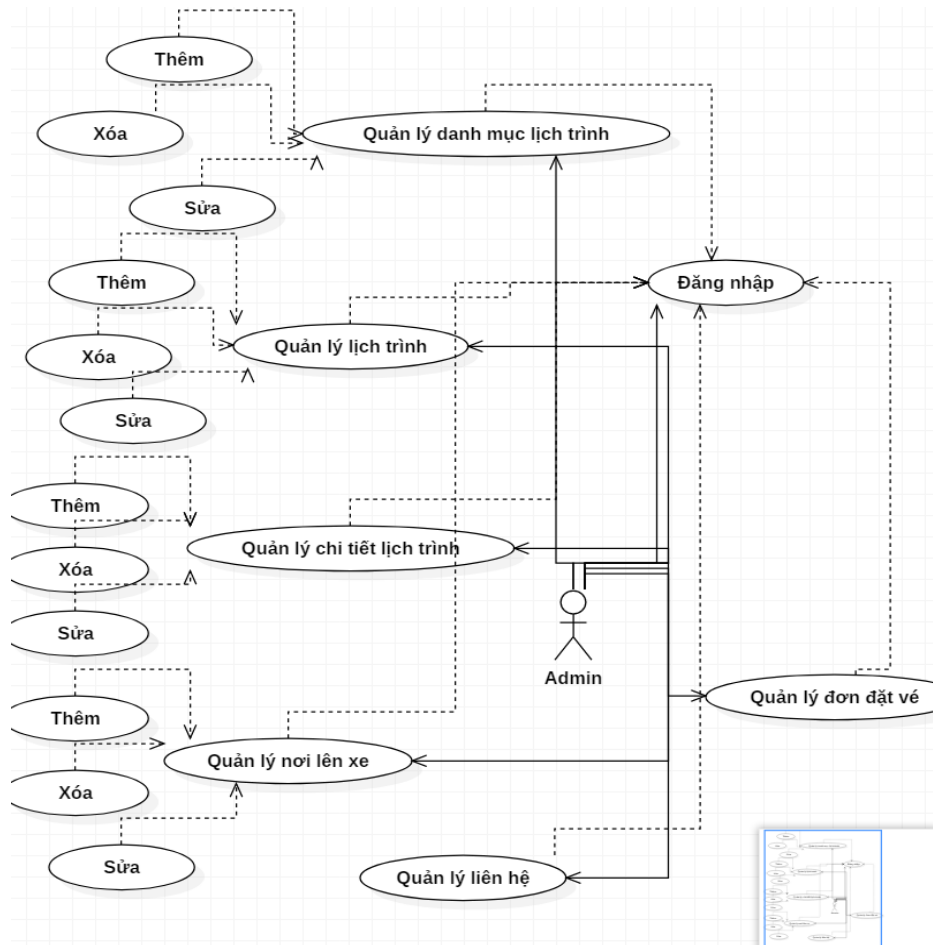 Thêm
Quản lý danh mục lịch trình
Xóa
Sửa
Thêm
Đăng nhập
Quản lý lịch trình
Xóa
Sửa
Thêm
Quản lý chi tiết lịch trình
Xóa
Sửa
Admin
Quản lý đơn đặt vé
Thêm
Quản lý nơi lên xe
Xóa
Sửa
Quản lý liên hệ